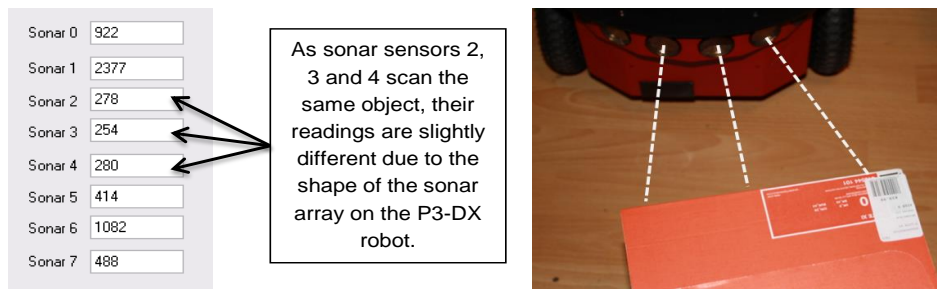 Sonar 0 922
Sonar 1 2377
Sonar 2 278
Sonar 3 254
Sonar 4 280
Sonar 5 414
Sonar 6 1082
Sonar 7 488
As sonar sensors 2,
3 and 4 scan the
same object, their
readings are slightly
different due to the
shape of the sonar
array on the P3-DX
robot.